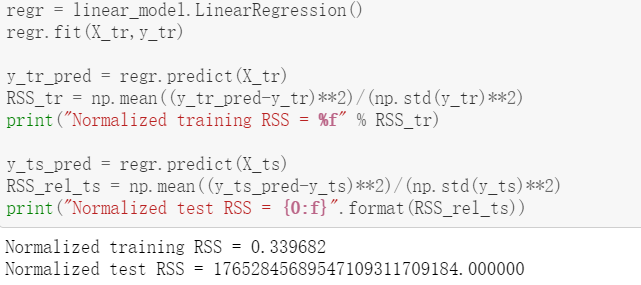 regr = linear_model.LinearRegression()
regr.fit(X_tr,y_tr)
y_tr_pred = regr.predict(X_tr)
RSS_tr = np.mean((y_tr_pred-y_tr)**2)/(np.std(y_tr)**2)
print("Normalized training RSS = %f" % RSS_tr)
y_ts_pred = regr.predict(X_ts)
RSS_rel_ts = np.mean((y_ts_pred-y_ts)**2)/(np.std(y_ts)**2)
print("Normalized test RSS = {0:f}".format(RSS_rel_ts))
Normalized training RSS = 0.339682
Normalized test RSS = 17652845689547109311709184.000000